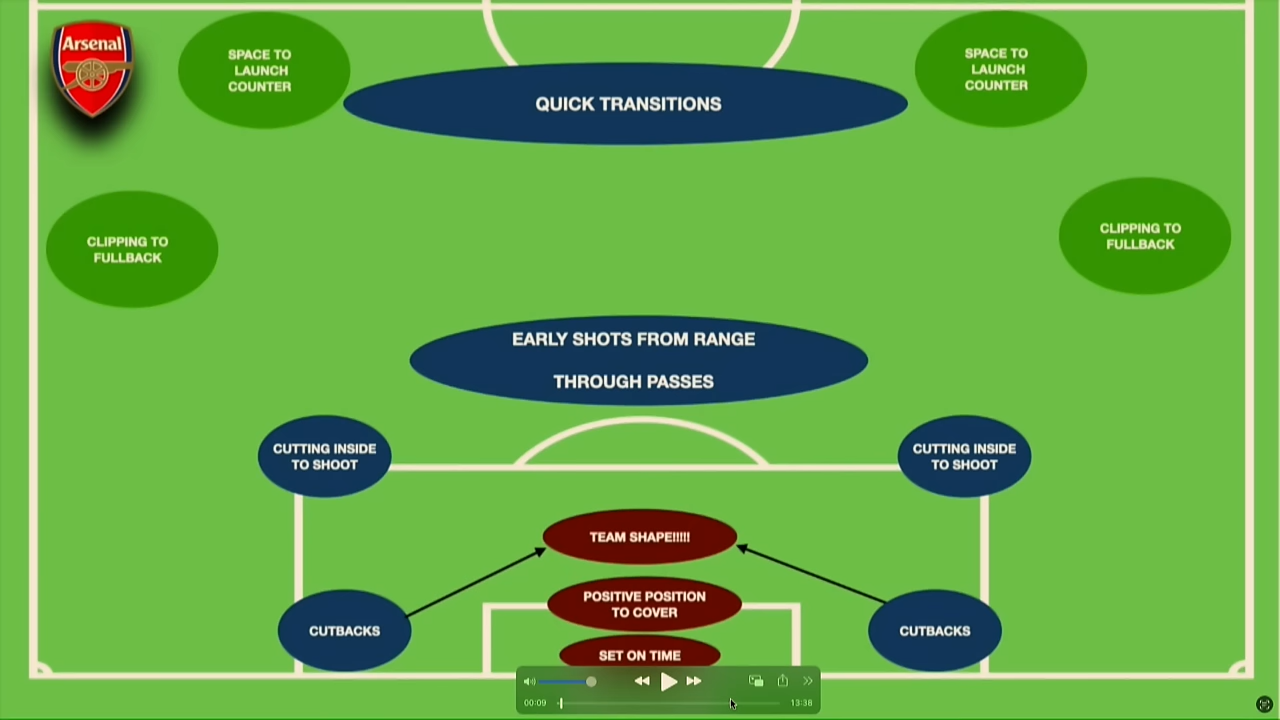 Arsenal
SPACE TO
LAUNCH
COUNTER
SPACE TO
LAUNCH
COUNTER
QUICK TRANSITIONS
CLIPPING TO
FULLBACK
CLIPPING TO
FULLBACK
EARLY SHOTS FROM RANGE
THROUGH PASSES
CUTTING INSIDE
TO SHOOT
CUTTING INSIDE
TO SHOOT
TEAM SHAPE!!!!!
POSITIVE POSITION
TO COVER
CUTBACKS
CUTBACKS
SET ON TIME
00:09
13:38